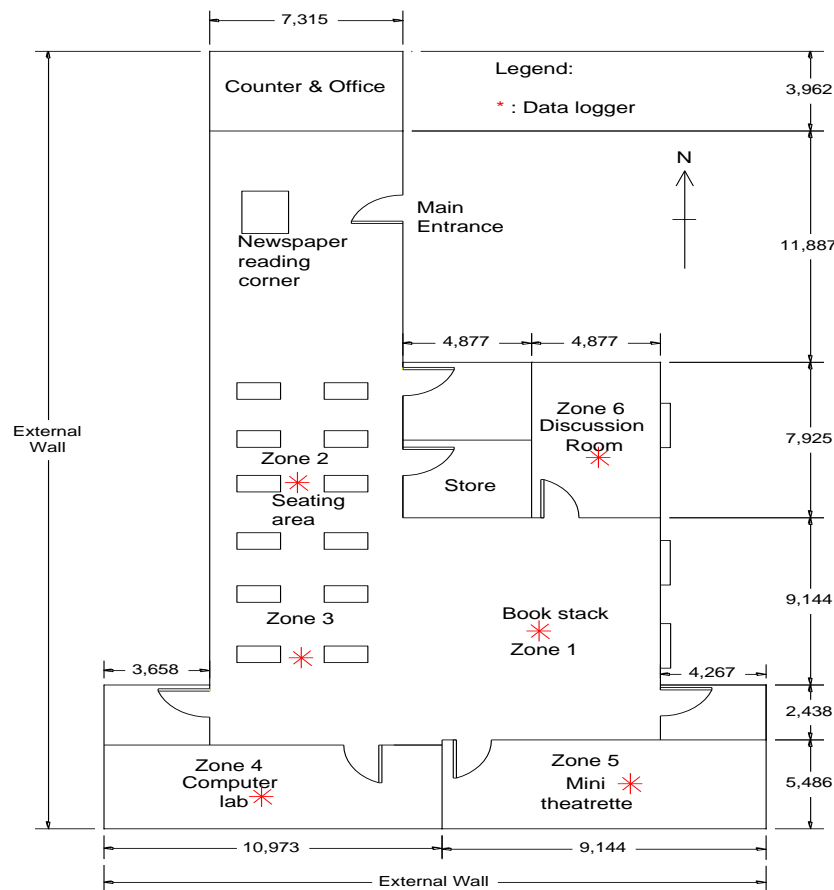 7,315
Counter & Office
Legend:
* : Data logger
3,962
N
Main
Entrance
Newspaper
reading
corner
11,887
4,877
4,877
External
Wall
Zone 6
Discussion
Room
7,925
Zone 2
Seating
area
Store
Book stack
Zone 1
9,144
Zone 3
3,658
4,267
2,438
Zone 4
Computer
lab
Zone 5
Mini
theatrette
5,486
10,973
9,144
External Wall